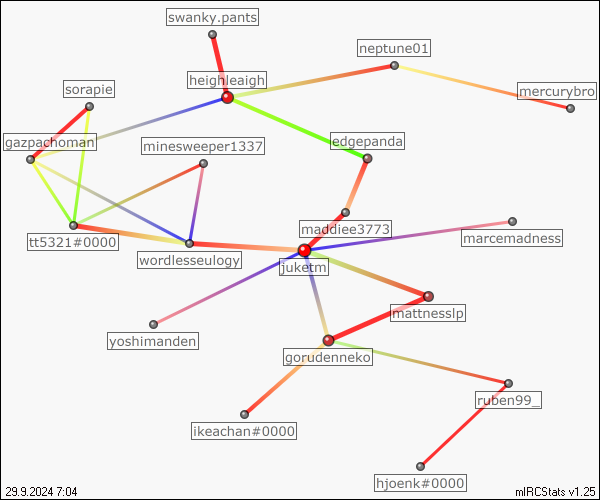 swanky.pants
neptune01
heighleaigh
sorapie
mercurybro
gazpachoman
minesweeper1337
edgepanda
maddiee3773
tt5321#0000
marcemadness
wordlesseulogy
juketm
mattnesslp
yoshimanden
gorudenneko
ruben99_
ikeachan#0000
hjoenk#0000
29.9.2024 7:04
mIRCStats v1.25